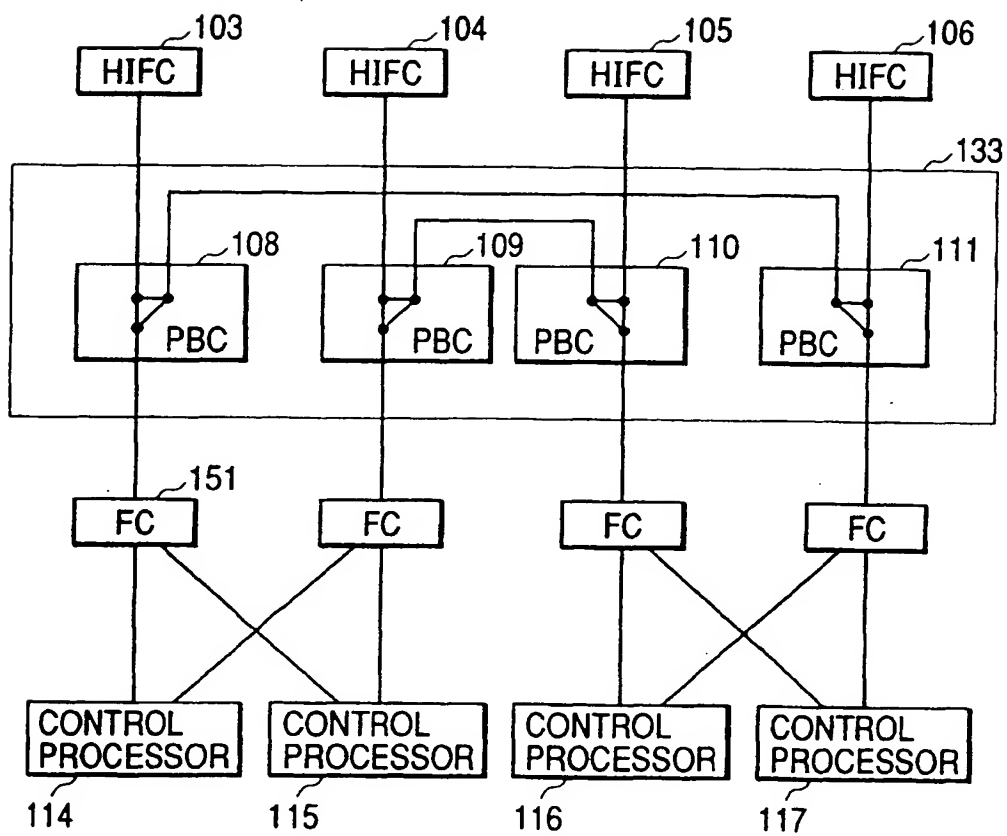 103 104 105 106
HIFC HIFC HIFC HIFC
133
108 109 110 111
PBC PBC PBC PBC
151
FC FC FC FC
CONTROL PROCESSOR
CONTROL PROCESSOR
CONTROL PROCESSOR
CONTROL PROCESSOR
114 115 116 117